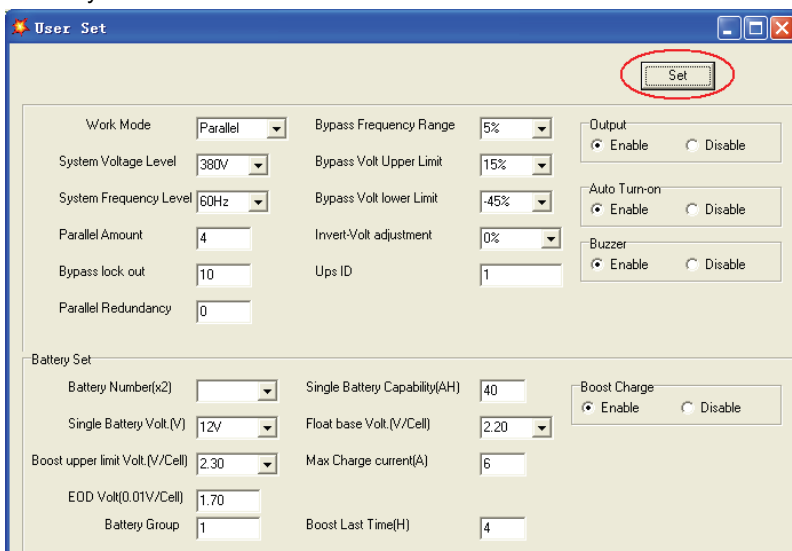 User Set
Set
Work Mode Parallel Bypass Frequency Range 5% Output
Enable Disable
System Voltage Level 380V Bypass Volt Upper Limit 15%
System Frequency Level 60Hz Bypass Volt lower Limit -45% Auto Turn-on
Enable Disable
Parallel Amount 4 Invert-Volt adjustment 0% Buzzer
Bypass lock out 10 Ups ID 1 Enable Disable
Parallel Redundancy 0
Battery Set
Battery Number(x2) Single Battery Capability(AH) 40 Boost Charge
Enable Disable
Single Battery Volt.(V) 12V Float base Volt.(V/Cell) 2.20
Boost upper limit Volt.(V/Cell) 2.30 Max Charge current(A) 6
EOD Volt(0.01V/Cell) 1.70
Battery Group 1 Boost Last Time(H) 4